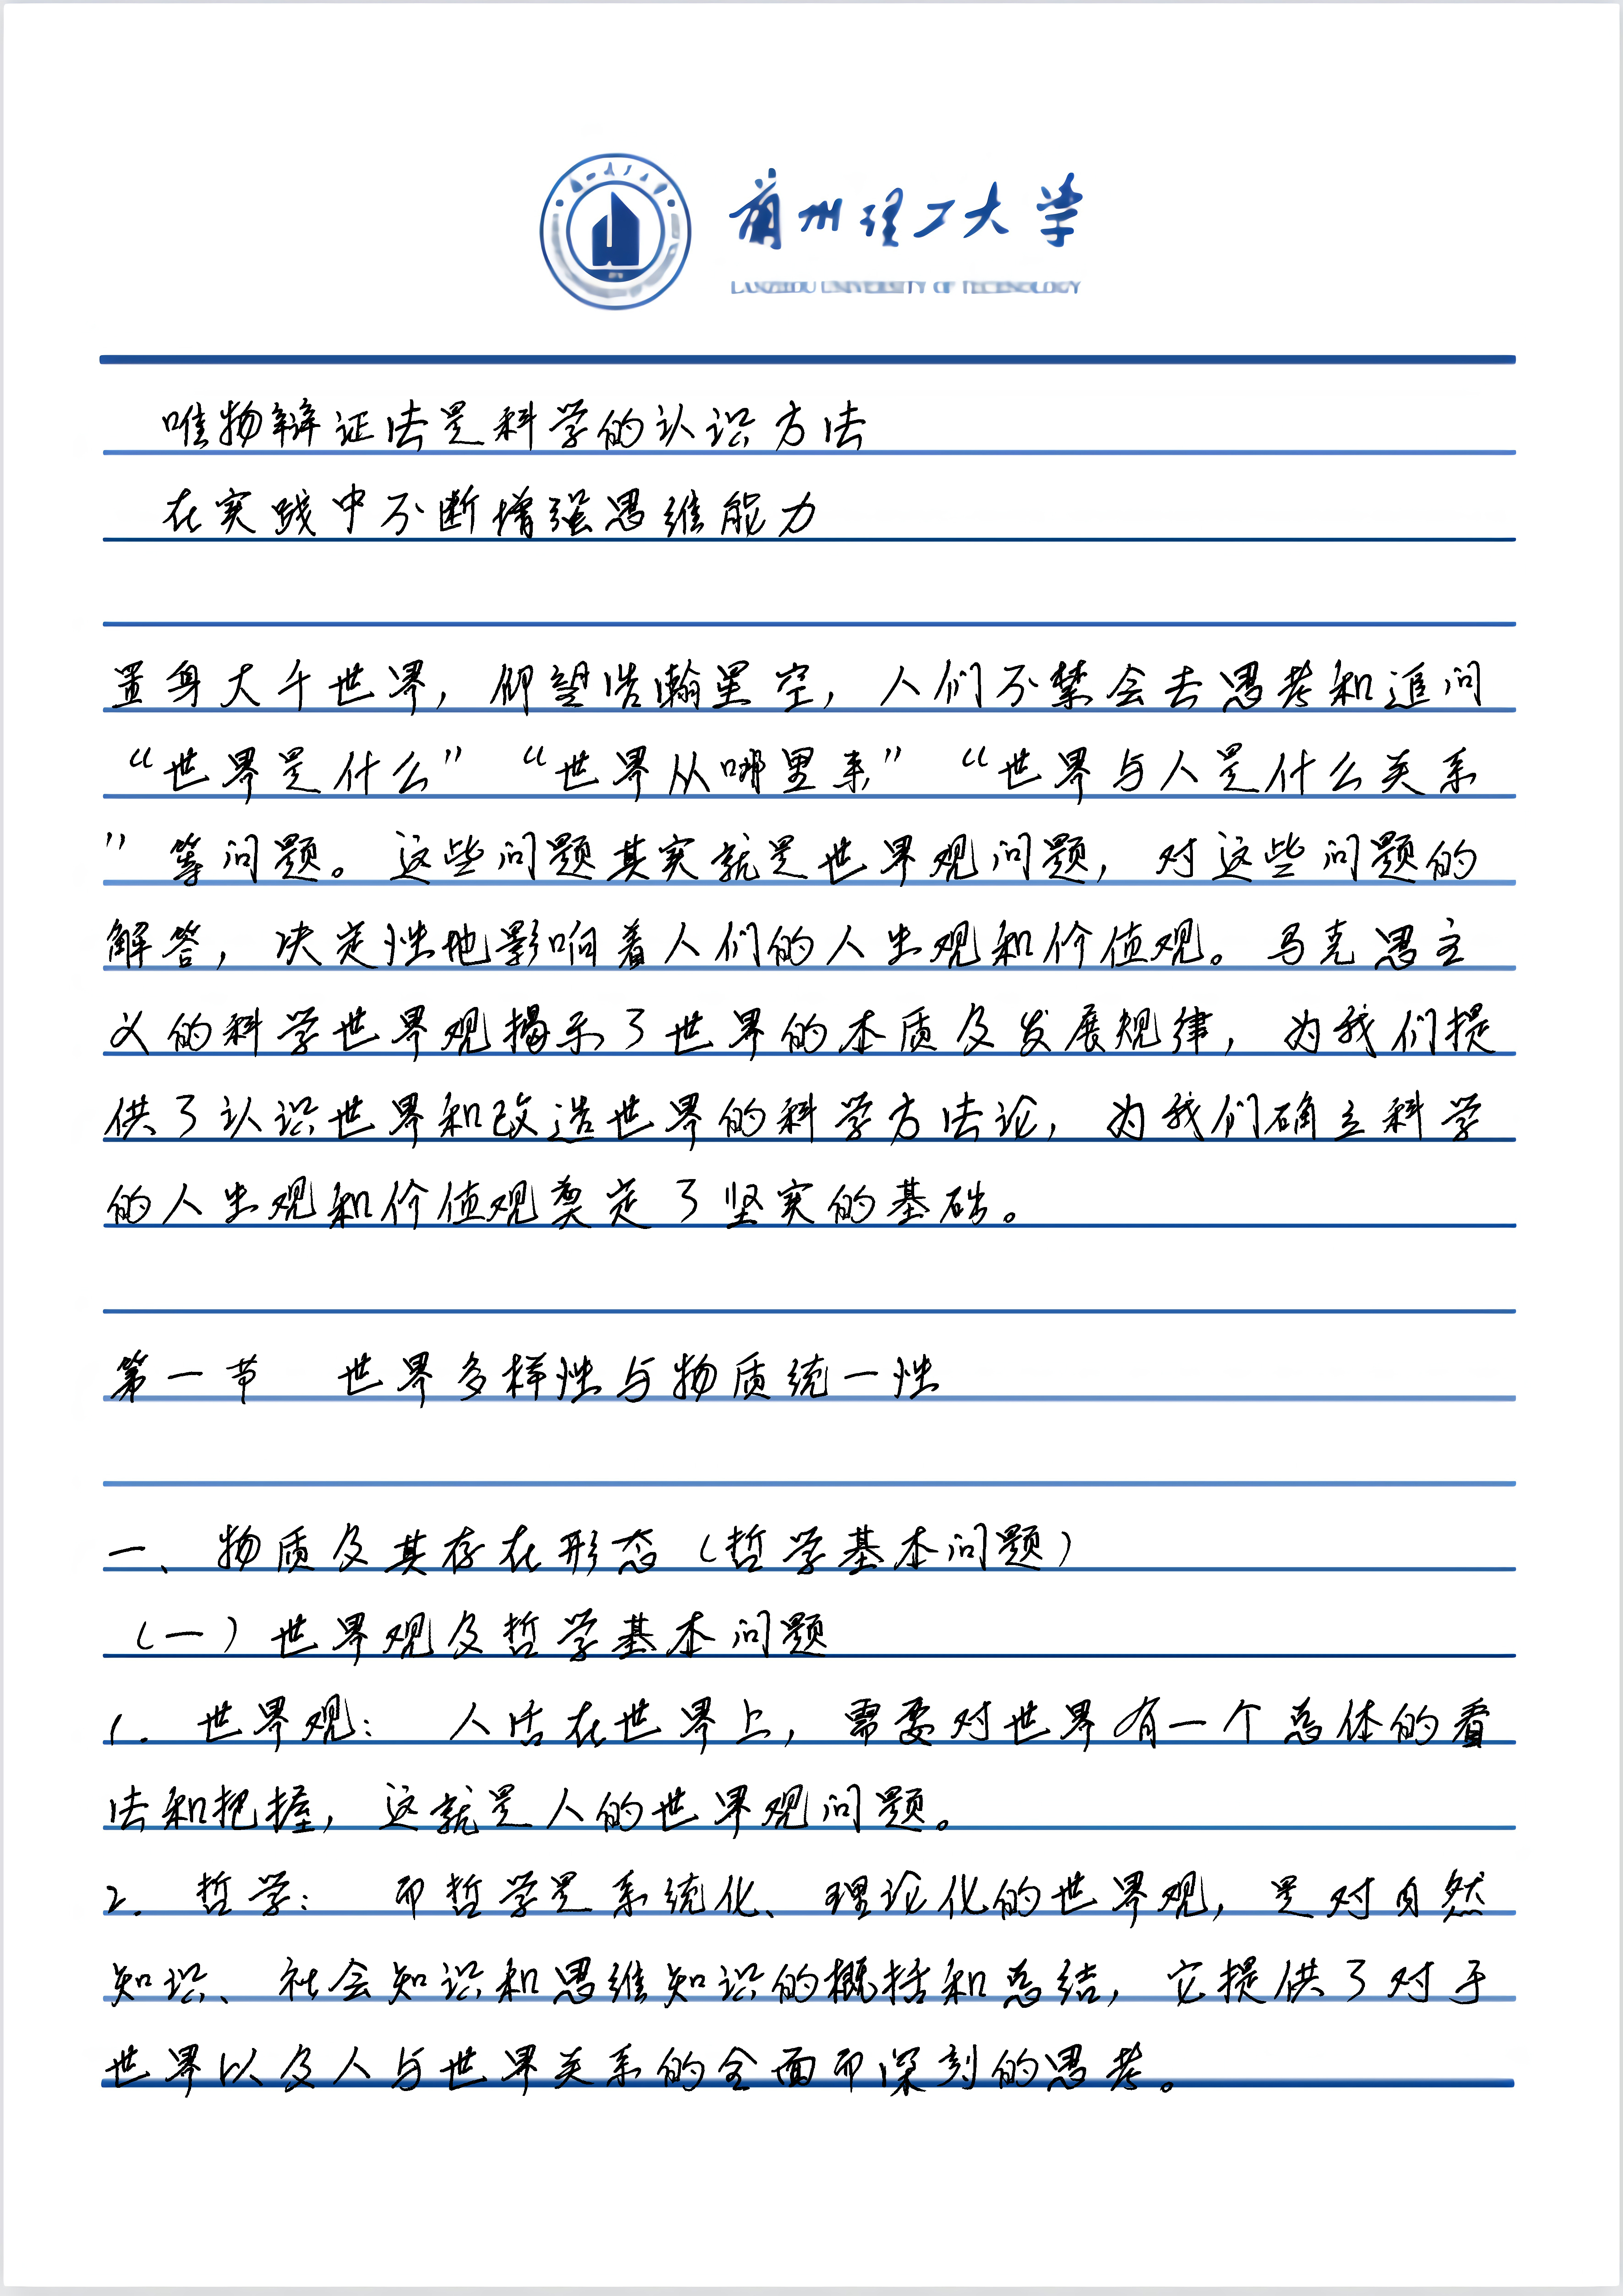 兰州理工大学
LANZHOU UNIVERSITY OF TECHNOLOGY
唯物辩证法是科学的认识方法
在实践中不断增强思维能力
置身大千世界，仰望浩瀚星空，人们不禁会去思考和追问
“世界是什么”“世界从哪里来”“世界与人是什么关系
”等问题。这些问题其实就是世界观问题，对这些问题的
解答，决定性地影响着人们的人生观和价值观。马克思主
义的科学世界观揭示了世界的本质及发展规律，为我们提
供了认识世界和改造世界的科学方法论，为我们确立科学
的人生观和价值观奠定了坚实的基础。
第一节 世界多样性与物质统一性
一、物质及其存在形态（哲学基本问题）
（一）世界观及哲学基本问题
1. 世界观： 人活在世界上，需要对世界有一个总体的看
法和把握，这就是人的世界观问题。
2. 哲学： 而哲学是系统化、理论化的世界观，是对自然
知识、社会知识和思维知识的概括和总结，它提供了对于
世界以及人与世界关系的全面而深刻的思考。